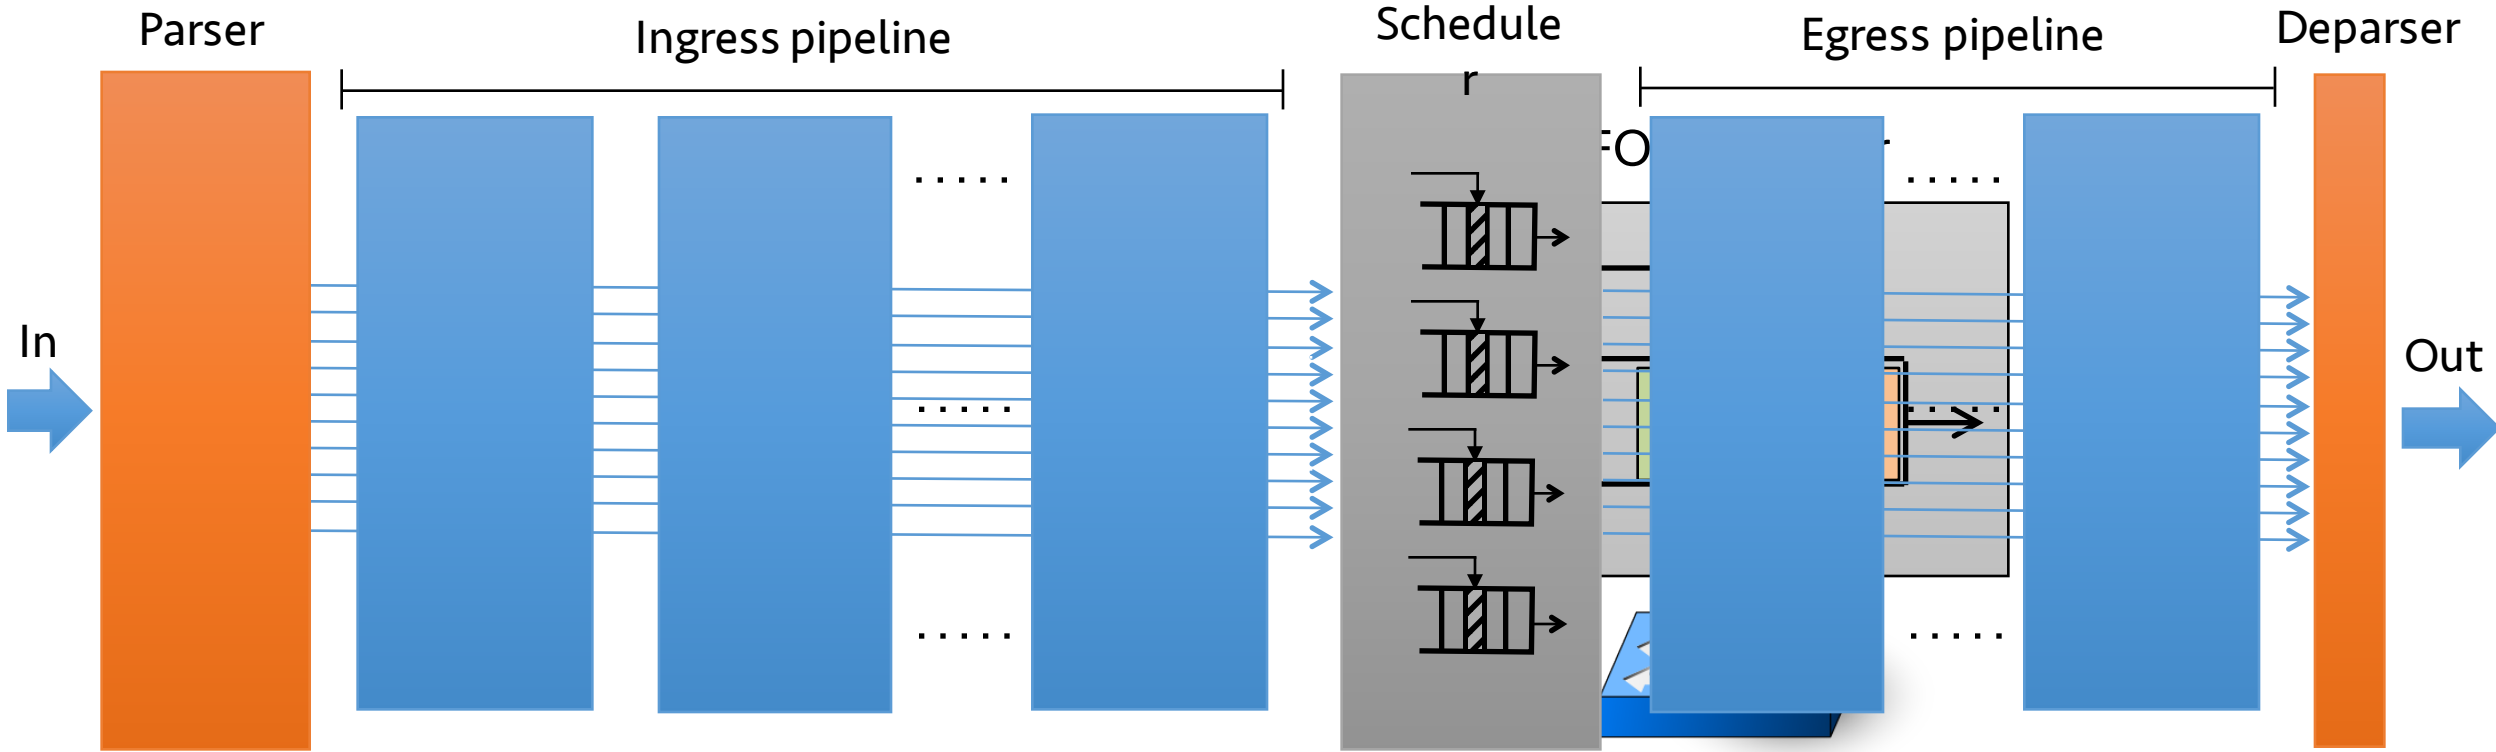 Parser
Ingress pipeline
Schedule
r
Egress pipeline
Deparser
In
Out